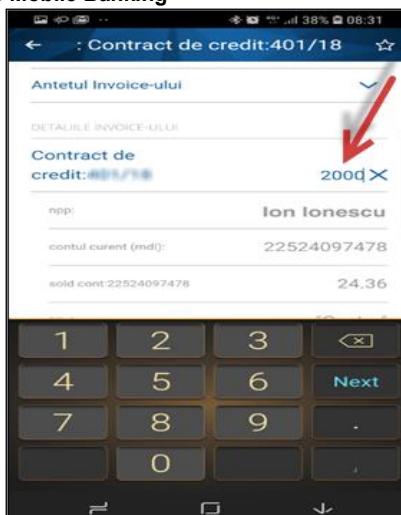 Mobile Banking
38% 08:31
: Contract de credit:401/18
Antetul Invoice-ului
DETALIILE INVOICE-ULUI
Contract de
credit: 2000
npp: Ion Ionescu
contul curent (mdl): 22524097478
sold cont:22524097478 24.36
1 2 3
4 5 6 Next
7 8 9 .
0 ,